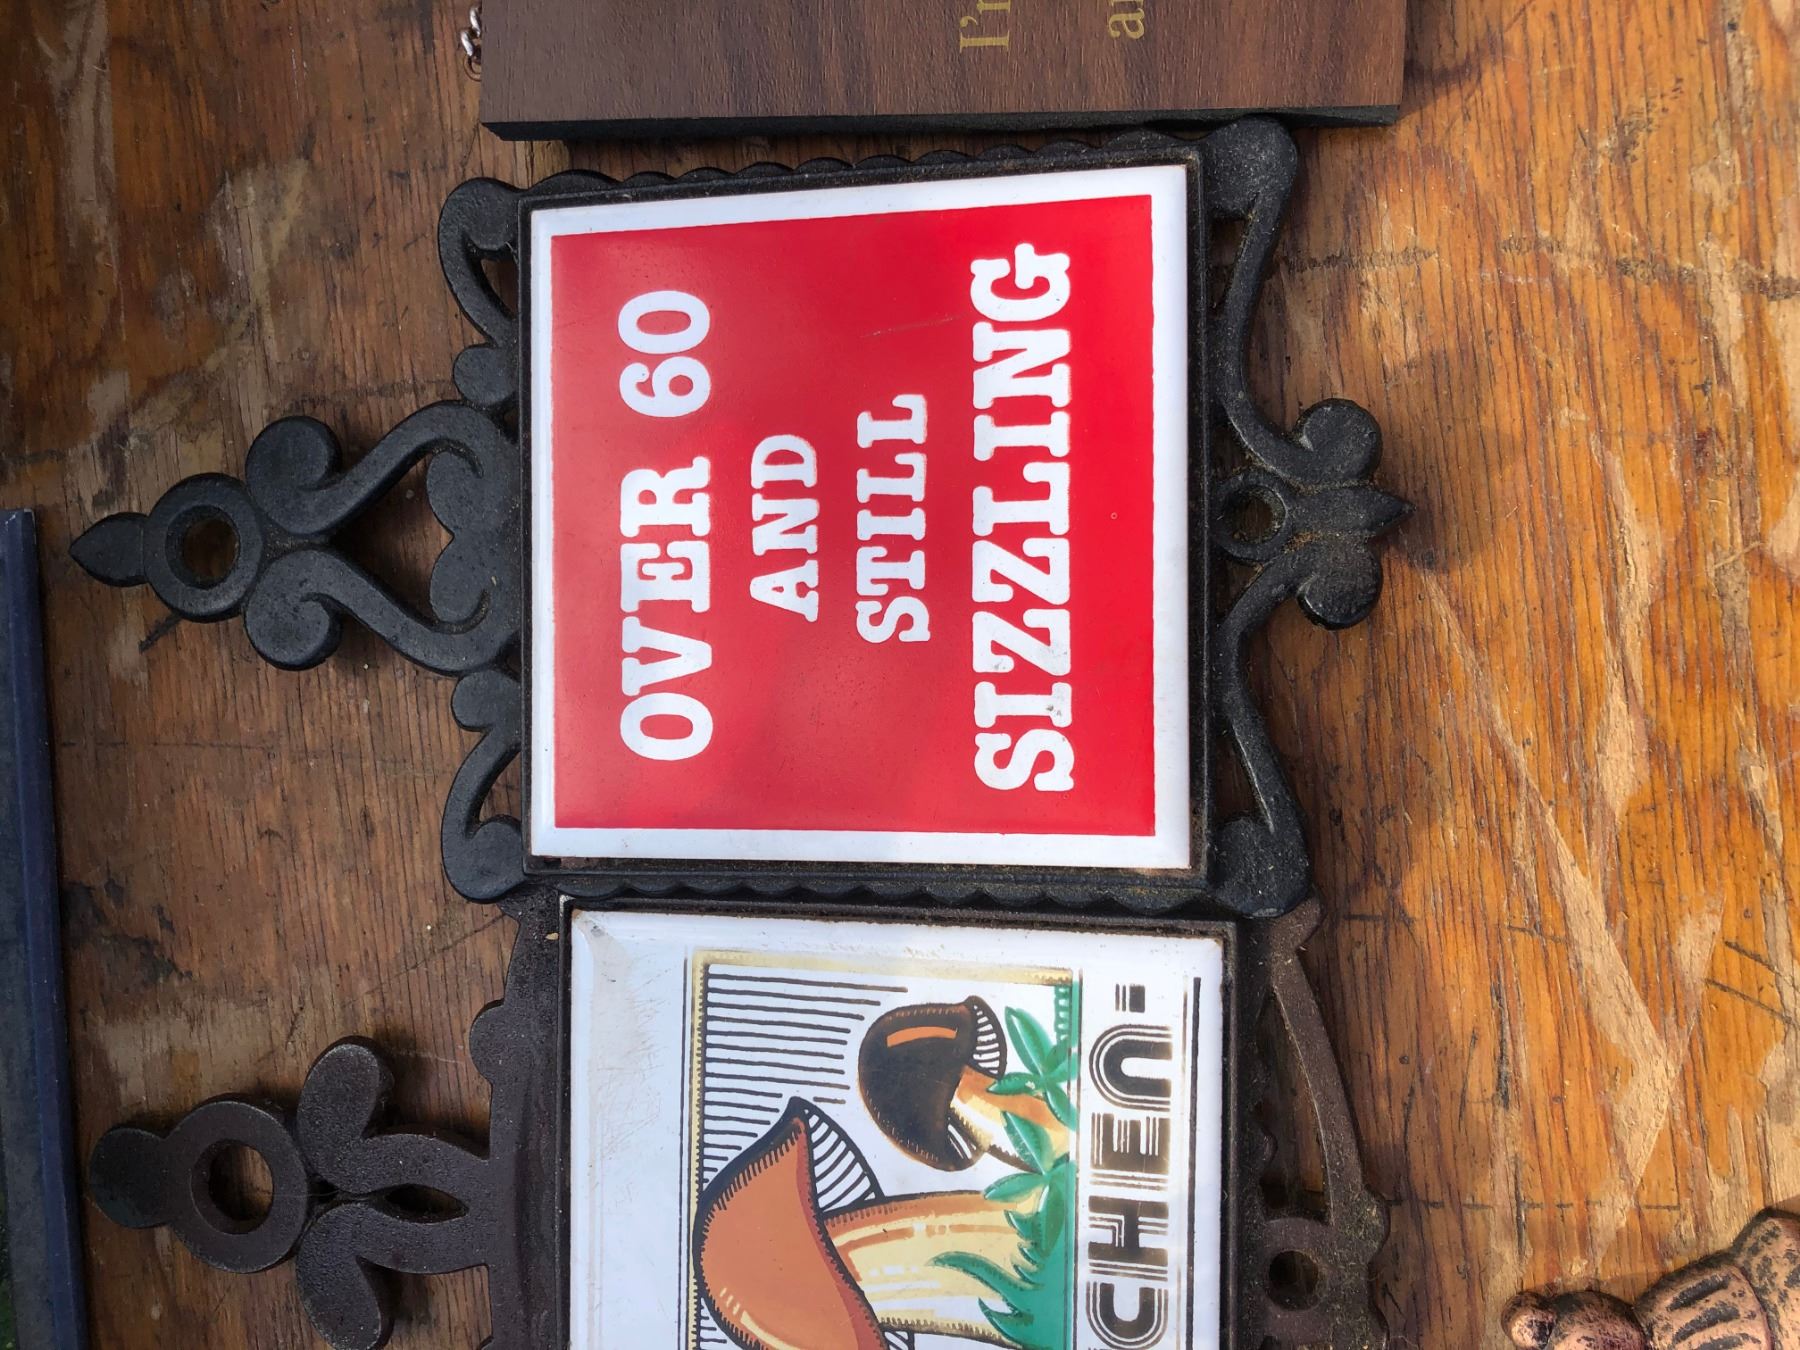 OVER 60
AND
STILL
SIZZLING